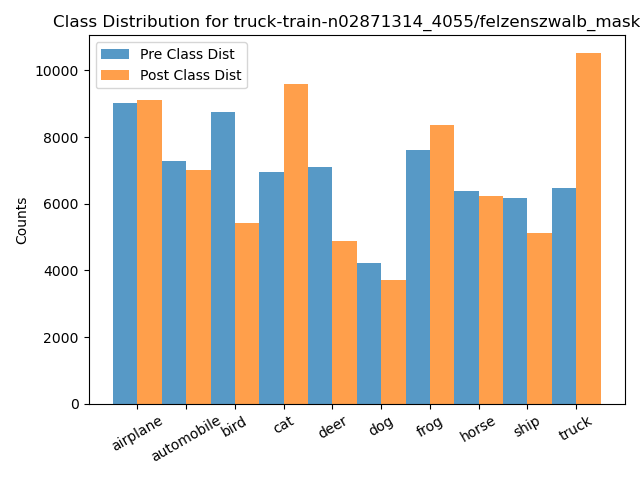 Class Distribution for truck-train-n02871314_4055/felzenszwalb_mask
Pre Class Dist
Post Class Dist
Counts
10000
8000
6000
4000
2000
0
airplane
automobile
bird
cat
deer
dog
frog
horse
ship
truck